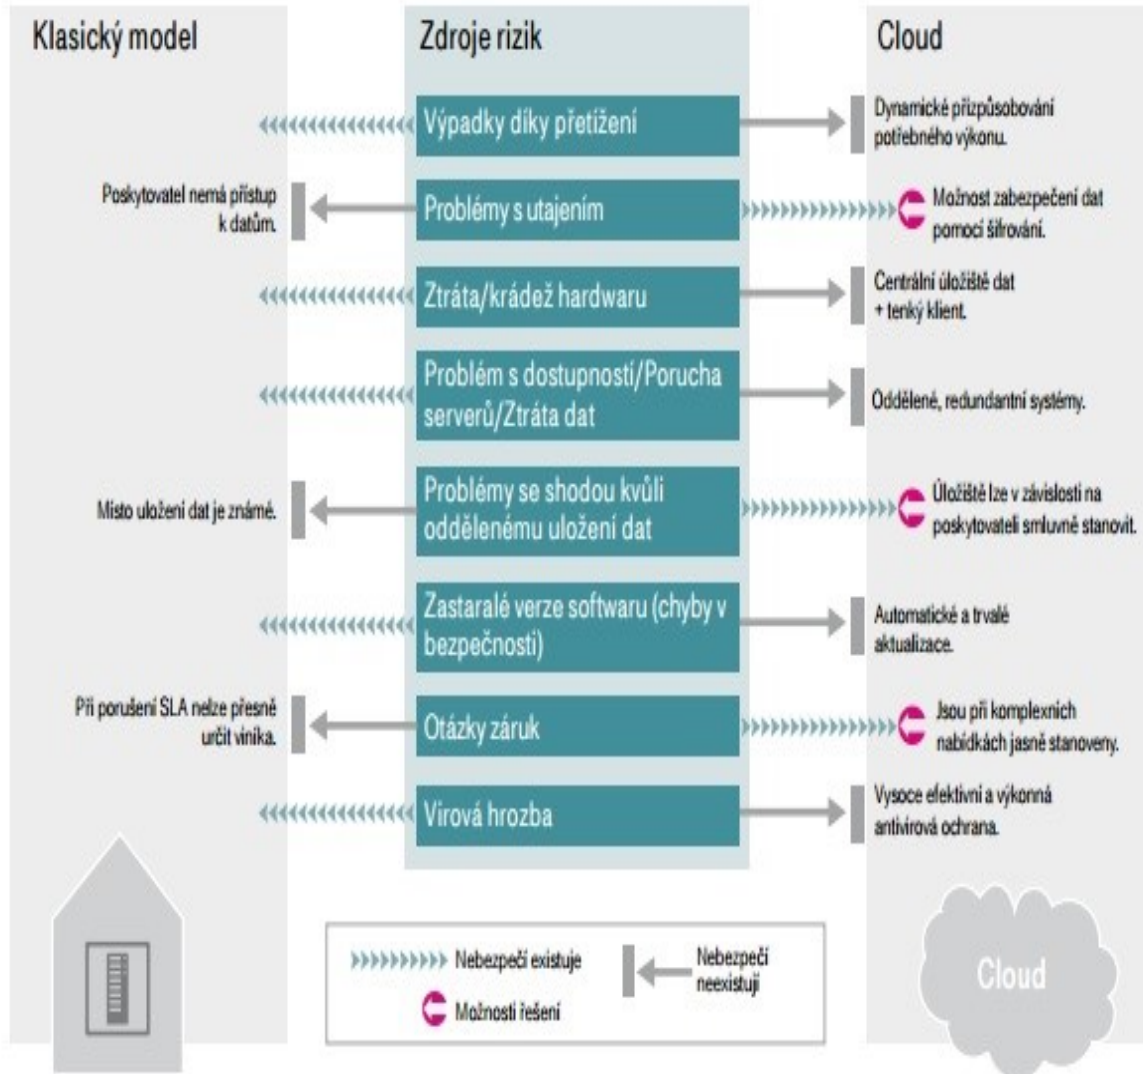 Klasický model
Zdroje rizik
Cloud
Výpadky díky přetížení
Dynamické přizpůsobování
potřebného výkonu.
Poskytovatel nemá přístup
k datům.
Problémy s utajením
Možnost zabezpečení dat
pomocí šifrování.
Ztráta/krádež hardwaru
Centrální úložiště dat
+ tenký klient.
Problém s dostupností/Porucha
serverů/Ztráta dat
Oddělené, redundantní systémy.
Místo uložení dat je známé.
Problémy se shodou kvůli
oddělenému uložení dat
Úložiště lze v závislosti na
poskytovateli smluvně stanovit.
Zastaralé verze softwaru (chyby v
bezpečnosti)
Automatické a trvalé
aktualizace.
Při porušení SLA nelze přesně
určit viníka.
Otázky záruk
Jsou při komplexních
nabídkách jasně stanoveny.
Virová hrozba
Vysoce efektivní a výkonná
antivirová ochrana.
Nebezpečí existuje
Možnosti řešení
Nebezpečí
neexistují
Cloud